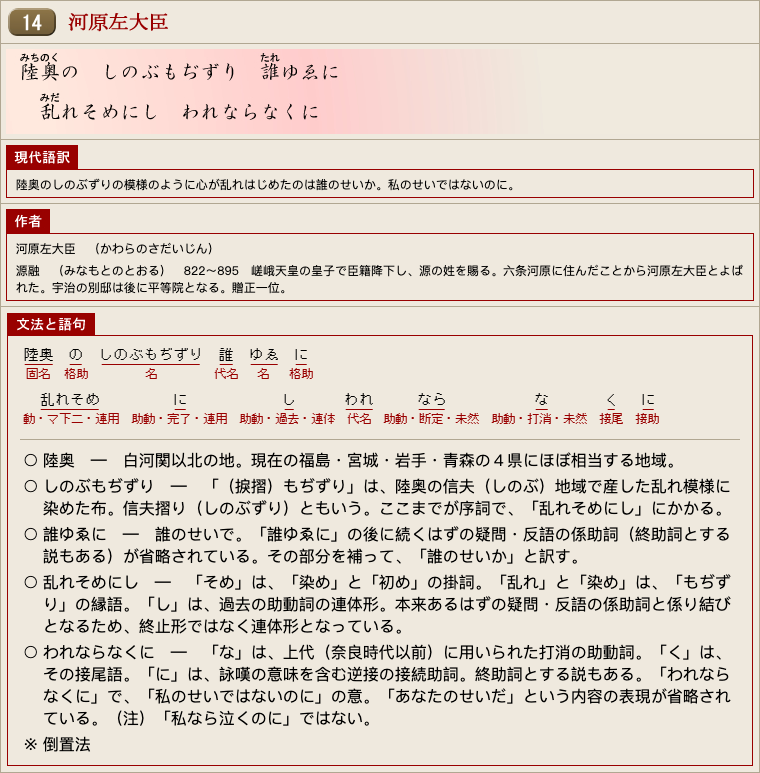 14 河原左大臣
みちのく たれ
陸奥の しのぶもぢずり 誰ゆゑに
みだ
乱れそめにし われならなくに
現代語訳
陸奥のしのぶずりの模様のように心が乱れはじめたのは誰のせいか。私のせいではないのに。
作者
河原左大臣 （かわらのさだいじん）
源融 （みなもとのとおる） 822～895 嵯峨天皇の皇子で臣籍降下し、源の姓を賜る。六条河原に住んだことから河原左大臣とよば
れた。宇治の別邸は後に平等院となる。贈正一位。
文法と語句
陸奥 の しのぶもぢずり 誰 ゆゑ に
固名 格助 名 代名 名 格助
乱れそめ に し われ なら な く に
動・マ下二・連用 助動・完了・連用 助動・過去・連体 代名 助動・断定・未然 助動・打消・未然 接尾 接助
○ 陸奥 ― 白河関以北の地。現在の福島・宮城・岩手・青森の４県にほぼ相当する地域。
○ しのぶもぢずり ― 「（捩摺）もぢずり」は、陸奥の信夫（しのぶ）地域で産した乱れ模様に
染めた布。信夫摺り（しのぶずり）ともいう。ここまでが序詞で、「乱れそめにし」にかかる。
○ 誰ゆゑに ― 誰のせいで。「誰ゆゑに」の後に続くはずの疑問・反語の係助詞（終助詞とする
説もある）が省略されている。その部分を補って、「誰のせいか」と訳す。
○ 乱れそめにし ― 「そめ」は、「染め」と「初め」の掛詞。「乱れ」と「染め」は、「もぢず
り」の縁語。「し」は、過去の助動詞の連体形。本来あるはずの疑問・反語の係助詞と係り結び
となるため、終止形ではなく連体形となっている。
○ われならなくに ― 「な」は、上代（奈良時代以前）に用いられた打消の助動詞。「く」は、
その接尾語。「に」は、詠嘆の意味を含む逆接の接続助詞。終助詞とする説もある。「われなら
なくに」で、「私のせいではないのに」の意。「あなたのせいだ」という内容の表現が省略され
ている。（注）「私なら泣くのに」ではない。
※ 倒置法